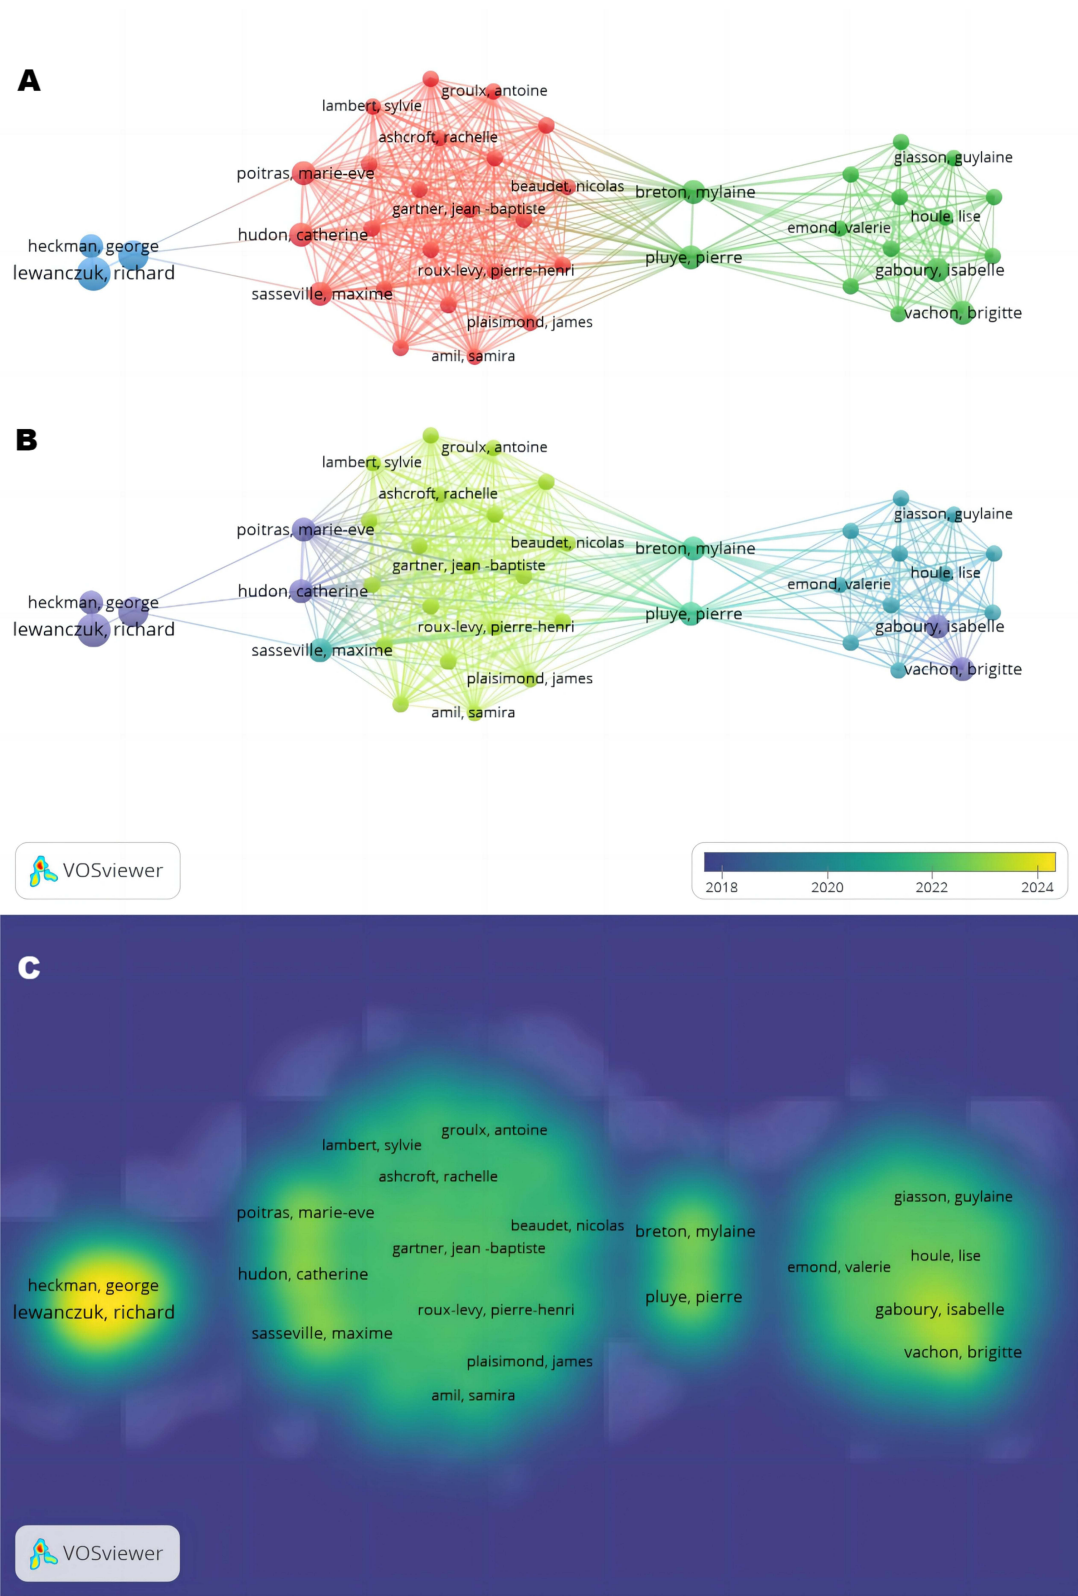 A
groulx, antoine
lambert, sylvie
ashcroft, rachelle
giasson, guylaine
poitras, marie-eve
beaudet, nicolas
breton, mylaine
gartner, jean -baptiste
houle, lise
emond, valerie
hudon, catherine
heckman, george
pluye, pierre
lewanczuk, richard
roux-levy, pierre-henri
gaboury, isabelle
sasseville, maxime
vachon, brigitte
plaisimond, james
amil, samira
B
groulx, antoine
lambert, sylvie
ashcroft, rachelle
giasson, guylaine
poitras, marie-eve
beaudet, nicolas
breton, mylaine
gartner, jean -baptiste
houle, lise
emond, valerie
hudon, catherine
heckman, george
pluye, pierre
lewanczuk, richard
roux-levy, pierre-henri
gaboury, isabelle
sasseville, maxime
vachon, brigitte
plaisimond, james
amil, samira
VOSviewer
2018 2020 2022 2024
C
groulx, antoine
lambert, sylvie
ashcroft, rachelle
giasson, guylaine
poitras, marie-eve
beaudet, nicolas
breton, mylaine
gartner, jean -baptiste
houle, lise
emond, valerie
hudon, catherine
heckman, george
pluye, pierre
lewanczuk, richard
roux-levy, pierre-henri
gaboury, isabelle
sasseville, maxime
vachon, brigitte
plaisimond, james
amil, samira
VOSviewer